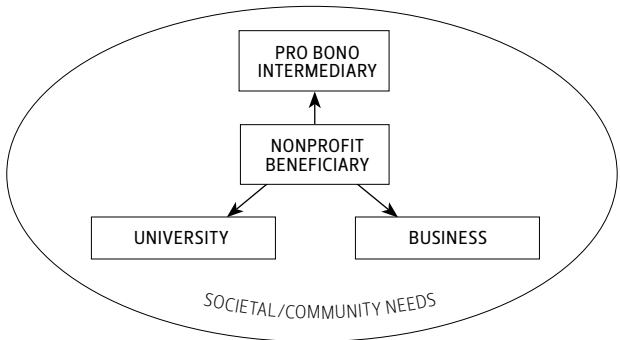 PRO BONO
INTERMEDIARY
NONPROFIT
BENEFICIARY
UNIVERSITY
BUSINESS
SOCIETAL/COMMUNITY NEEDS